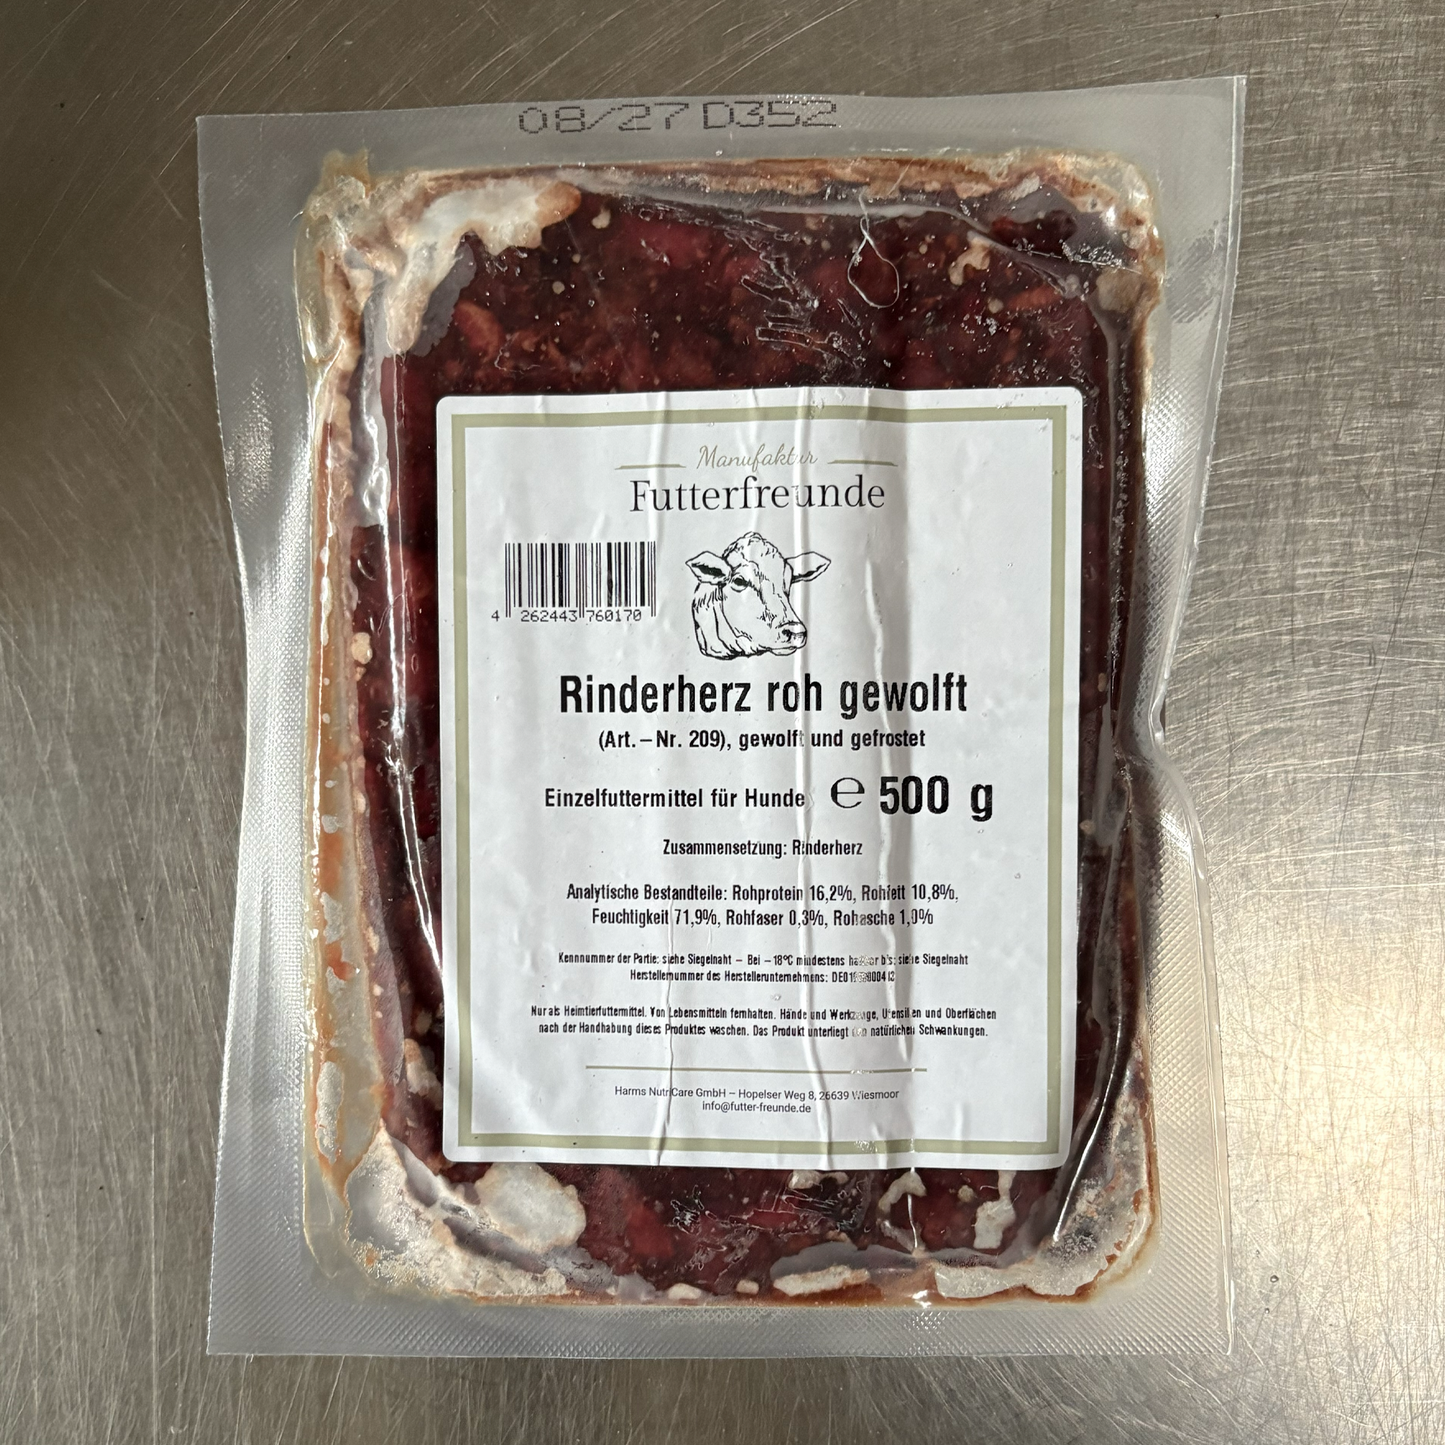 08/27 D352
Manufaktur
Futterfreunde
4 262443 760170
Rinderherz roh gewolft
(Art.–Nr. 209), gewolft und gefrostet
Einzelfuttermittel für Hunde ℮ 500 g
Zusammensetzung: Rinderherz
Analytische Bestandteile: Rohprotein 16,2%, Rohfett 10,8%,
Feuchtigkeit 71,9%, Rohfaser 0,3%, Rohasche 1,0%
Kennnummer der Partie: siehe Siegelnaht – Bei –18°C mindestens haltbar bis: siehe Siegelnaht
Herstellernummer des Herstellerunternehmens:
Nur als Heimtierfuttermittel. Von Lebensmitteln fernhalten. Hände und Werkzeuge, Utensilien und Oberflächen
nach der Handhabung dieses Produktes waschen. Das Produkt unterliegt natürlichen Schwankungen.
Harms NutriCare GmbH – Hopelser Weg 8, 26639 Wiesmoor
info@futter-freunde.de